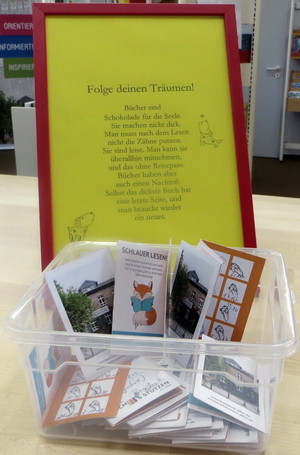 ORIENTIER
INFORMIERT
INSPIRIER
Folge deinen Träumen!
Bücher sind
Schokolade für die Seele.
Sie machen nicht dick.
Man muss nach dem Lesen
nicht die Zähne putzen.
Sie sind leise. Man kann sie
überallhin mitnehmen,
und das ohne Reisepass.
Bücher haben aber
auch einen Nachteil:
Selbst das dickste Buch hat
eine letzte Seite, und
man braucht wieder
ein neues.
SCHLAUER LESEN!